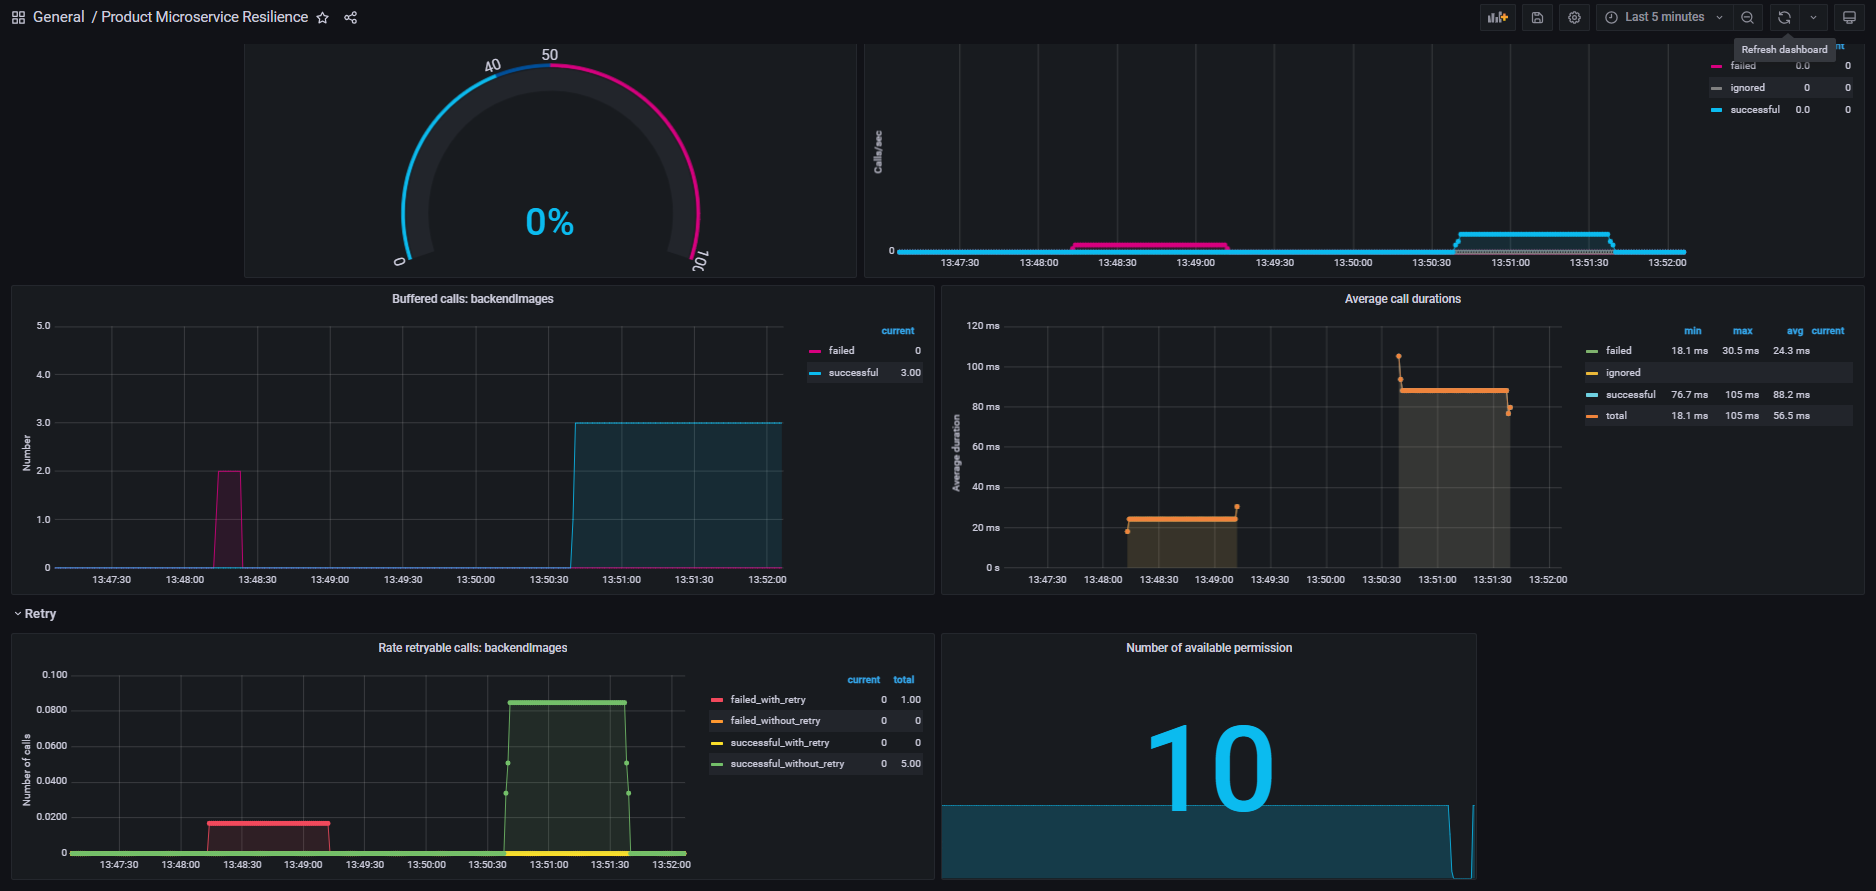 General / Product Microservice Resilience
Last 5 minutes
Refresh dashboard
nt
0
40
50
100
0%
Calls/sec
0
13:47:30 13:48:00 13:48:30 13:49:00 13:49:30 13:50:00 13:50:30 13:51:00 13:51:30 13:52:00
failed 0.0 0
ignored 0 0
successful 0.0 0
Buffered calls: backendImages
Number
5.0
4.0
3.0
2.0
1.0
0
13:47:30 13:48:00 13:48:30 13:49:00 13:49:30 13:50:00 13:50:30 13:51:00 13:51:30 13:52:00
current
failed 0
successful 3.00
Average call durations
Average duration
120 ms
100 ms
80 ms
60 ms
40 ms
20 ms
0 s
13:47:30 13:48:00 13:48:30 13:49:00 13:49:30 13:50:00 13:50:30 13:51:00 13:51:30 13:52:00
min max avg current
failed 18.1 ms 30.5 ms 24.3 ms
ignored
successful 76.7 ms 105 ms 88.2 ms
total 18.1 ms 105 ms 56.5 ms
Retry
Rate retryable calls: backendImages
Number of calls
0.100
0.0800
0.0600
0.0400
0.0200
0
13:47:30 13:48:00 13:48:30 13:49:00 13:49:30 13:50:00 13:50:30 13:51:00 13:51:30 13:52:00
current total
failed_with_retry 0 1.00
failed_without_retry 0 0
successful_with_retry 0 0
successful_without_retry 0 5.00
Number of available permission
10